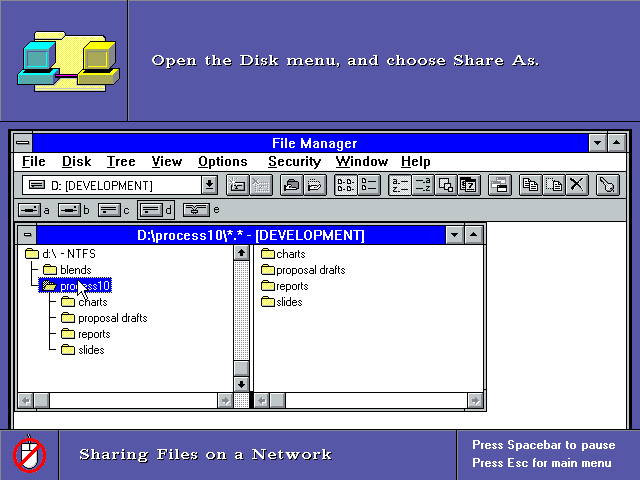 Open the Disk menu, and choose Share As.
File Manager
File Disk Tree View Options Security Window Help
D: [DEVELOPMENT]
a b c d e
D:\process10\*.* - [DEVELOPMENT]
d:\ - NTFS
blends
process10
charts
proposal drafts
reports
slides
charts
proposal drafts
reports
slides
Sharing Files on a Network
Press Spacebar to pause
Press Esc for main menu